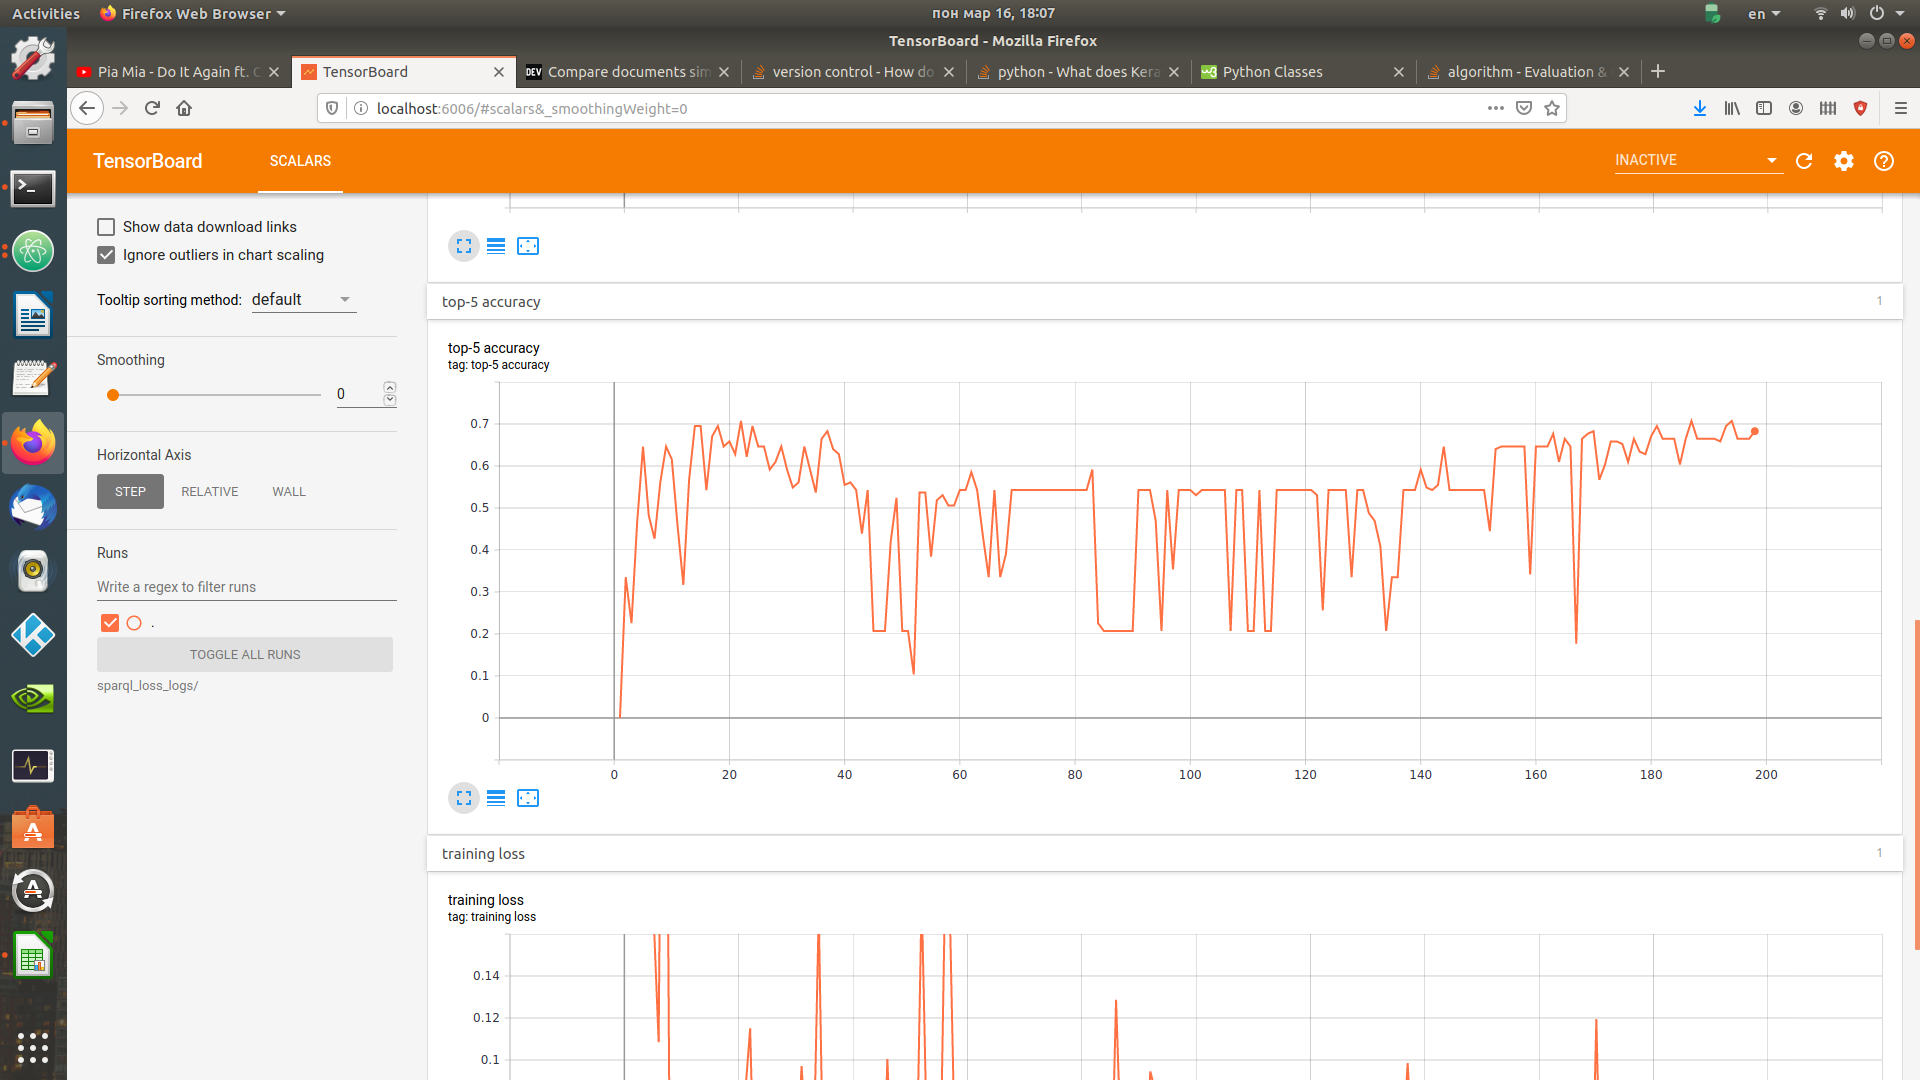 Activities
Firefox Web Browser
пон мар 16, 18:07
en
TensorBoard - Mozilla Firefox
Pia Mia - Do It Again ft. C
TensorBoard
DEV
Compare documents sim
version control - How do
python - What does Kera
w3
Python Classes
algorithm - Evaluation &
localhost:6006/#scalars&_smoothingWeight=0
TensorBoard
SCALARS
INACTIVE
Show data download links
Ignore outliers in chart scaling
Tooltip sorting method: default
Smoothing
0
Horizontal Axis
STEP
RELATIVE
WALL
Runs
Write a regex to filter runs
.
TOGGLE ALL RUNS
sparql_loss_logs/
top-5 accuracy
1
top-5 accuracy
tag: top-5 accuracy
0.7
0.6
0.5
0.4
0.3
0.2
0.1
0
0 20 40 60 80 100 120 140 160 180 200
training loss
1
training loss
tag: training loss
0.14
0.12
0.1